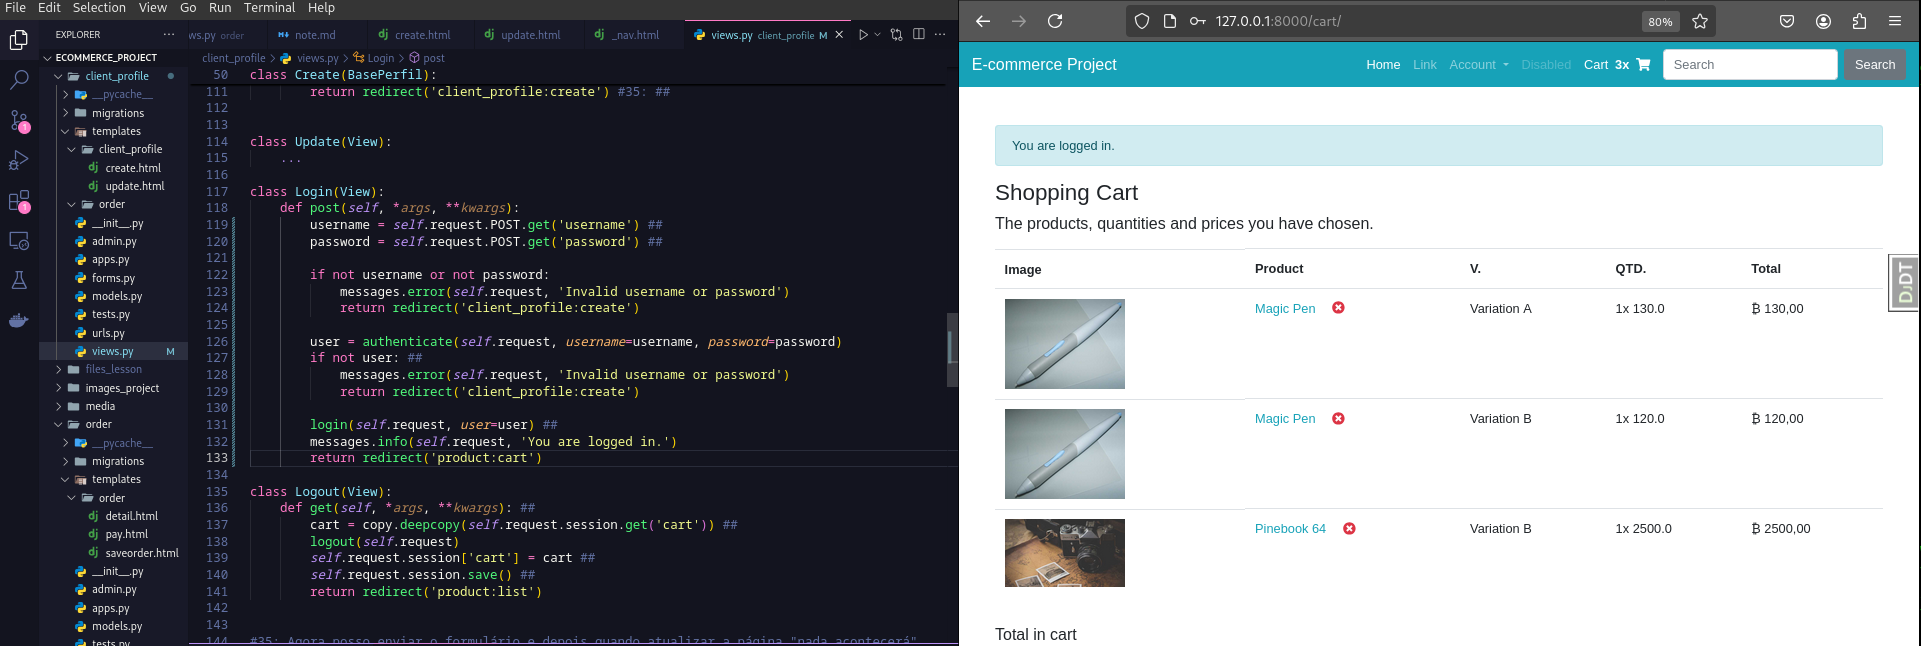 File Edit Selection View Go Run Terminal Help
EXPLORER
ECOMMERCE_PROJECT
client_profile
__pycache__
migrations
templates
client_profile
create.html
update.html
order
__init__.py
admin.py
apps.py
forms.py
models.py
tests.py
urls.py
views.py M
files_lesson
images_project
media
order
__pycache__
migrations
templates
order
detail.html
pay.html
saveorder.html
__init__.py
admin.py
apps.py
models.py
tests.py
1
1
ws.py order note.md create.html update.html _nav.html views.py client_profile M
client_profile > views.py > Login > post
50 class Create(BasePerfil):
111 return redirect('client_profile:create') #35: ##
112
113
114 class Update(View):
115 ...
116
117 class Login(View):
118 def post(self, *args, **kwargs):
119 username = self.request.POST.get('username') ##
120 password = self.request.POST.get('password') ##
121
122 if not username or not password:
123 messages.error(self.request, 'Invalid username or password')
124 return redirect('client_profile:create')
125
126 user = authenticate(self.request, username=username, password=password)
127 if not user: ##
128 messages.error(self.request, 'Invalid username or password')
129 return redirect('client_profile:create')
130
131 login(self.request, user=user) ##
132 messages.info(self.request, 'You are logged in.')
133 return redirect('product:cart')
134
135 class Logout(View):
136 def get(self, *args, **kwargs): ##
137 cart = copy.deepcopy(self.request.session.get('cart')) ##
138 logout(self.request)
139 self.request.session['cart'] = cart ##
140 self.request.session.save() ##
141 return redirect('product:list')
142
143
144 #35: Agora posso enviar o formulário e depois quando atualizar a página "nada acontecerá"
127.0.0.1:8000/cart/ 80%
E-commerce Project Home Link Account Disabled Cart 3x Search Search
You are logged in.
Shopping Cart
The products, quantities and prices you have chosen.
Image Product V. QTD. Total
Magic Pen Variation A 1x 130.0 ₿ 130,00
Magic Pen Variation B 1x 120.0 ₿ 120,00
Pinebook 64 Variation B 1x 2500.0 ₿ 2500,00
Total in cart
DJDT